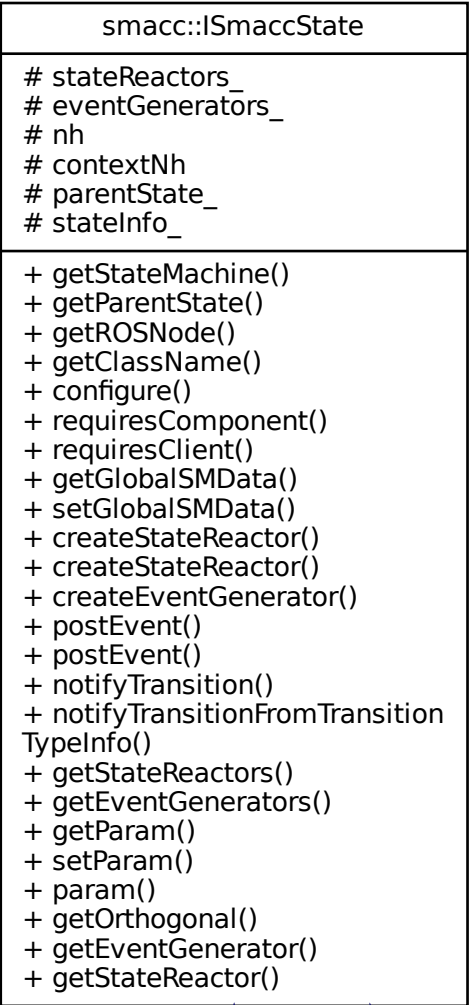 smacc::ISmaccState
# stateReactors_
# eventGenerators_
# nh
# contextNh
# parentState_
# stateInfo_
+ getStateMachine()
+ getParentState()
+ getROSNode()
+ getClassName()
+ configure()
+ requiresComponent()
+ requiresClient()
+ getGlobalSMData()
+ setGlobalSMData()
+ createStateReactor()
+ createStateReactor()
+ createEventGenerator()
+ postEvent()
+ postEvent()
+ notifyTransition()
+ notifyTransitionFromTransition
TypeInfo()
+ getStateReactors()
+ getEventGenerators()
+ getParam()
+ setParam()
+ param()
+ getOrthogonal()
+ getEventGenerator()
+ getStateReactor()